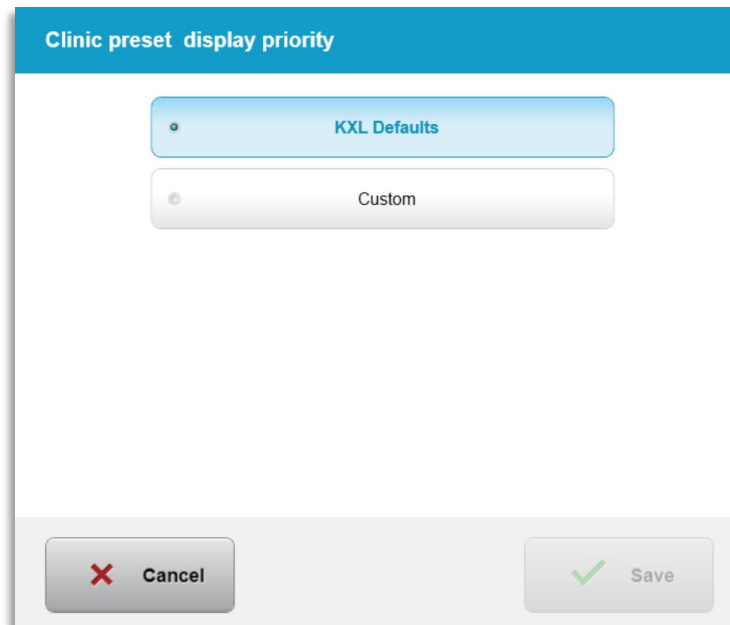 Clinic preset display priority
KXL Defaults
Custom
Cancel
Save